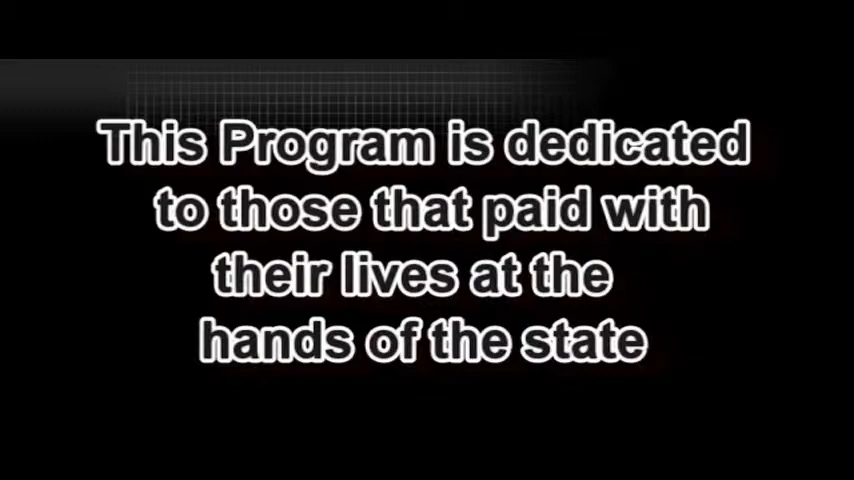 This Program is dedicated
to those that paid with
their lives at the
hands of the state